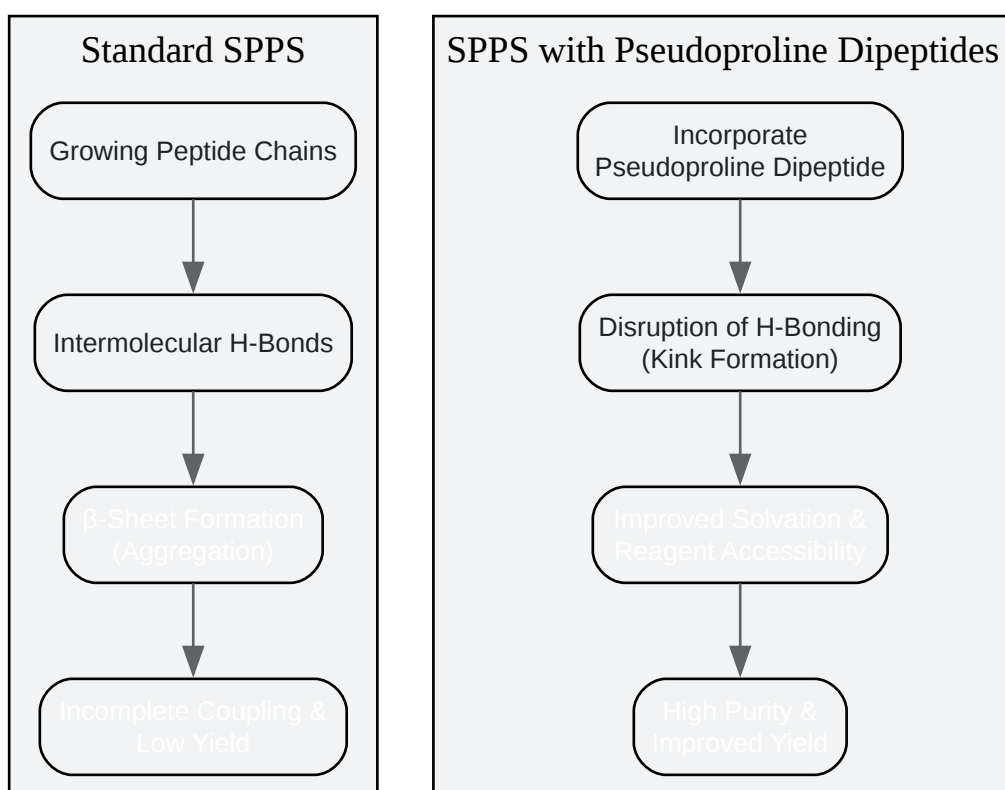 Standard SPPS
Growing Peptide Chains
Intermolecular H-Bonds
β-Sheet Formation
(Aggregation)
Incomplete Coupling &
Low Yield
SPPS with Pseudoproline Dipeptides
Incorporate
Pseudoproline Dipeptide
Disruption of H-Bonding
(Kink Formation)
Improved Solvation &
Reagent Accessibility
High Purity &
Improved Yield